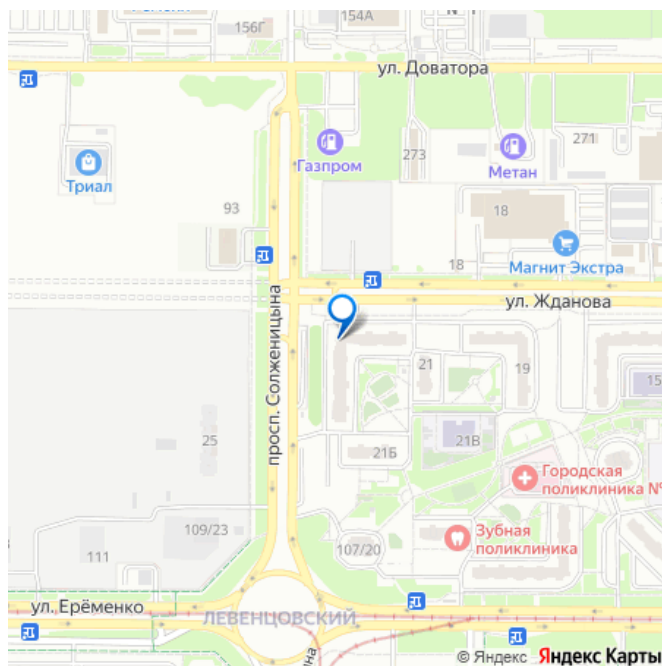 156Г
154А
ул. Доватора
Газпром
273
Метан
271
Триал
93
18
18
Магнит Экстра
ул. Жданова
просп. Солженицына
21
19
15
25
21Б
21В
Городская
поликлиника №
Зубная
поликлиника
109/23
111
107/20
ул. Ерёменко
ЛЕВЕНЦОВСКИЙ
© Яндекс Яндекс Карты